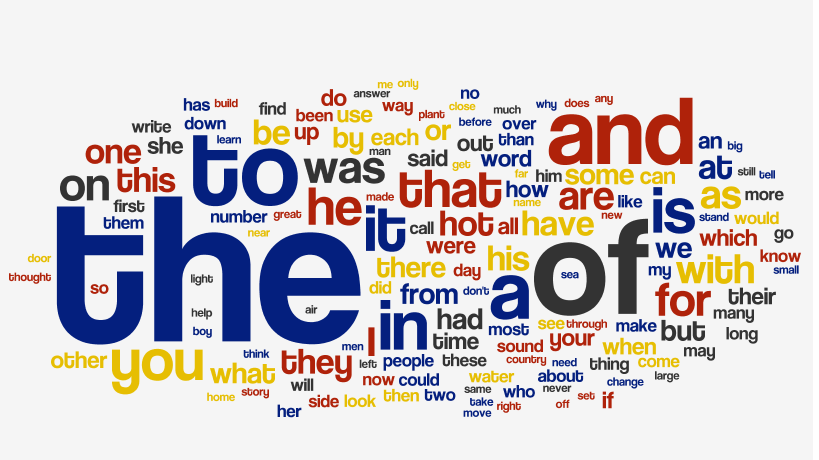 me only
no
has build
do answer
find
way plant close much why does any
been use
write down
and
be up by each or before over
she learn
to
out than
an big
one
man
said get word
was
at still tell
on this
that
far him some can
made
how are like
is
as more
first
he
name
them number great
it
call hot all have
new stand would
the
near
of
were
we which go
door
there day his
know
thought
so light
sea
my with small
did from don't
a
for their
help air
in
had
many
boy
most see through make but long
I
time
sound your when
may
other you think
men
they
left people these
country need thing come
what
will
now could water about change large
home story
same who never
her side look then two
take right off set if
move